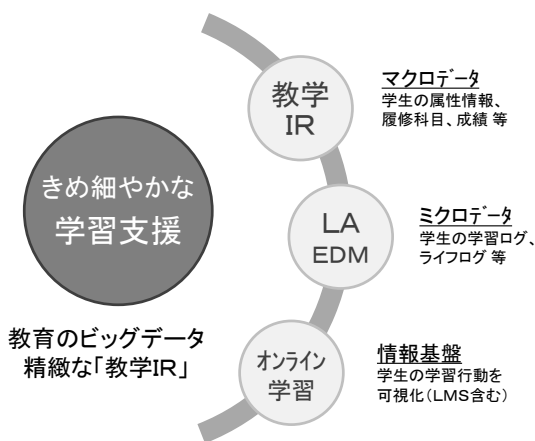 きめ細やかな
学習支援
教育のビッグデータ
精緻な「教学IR」
教学
IR
マクロデータ
学生の属性情報、
履修科目、成績 等
LA
EDM
ミクロデータ
学生の学習ログ、
ライフログ 等
オンライン
学習
情報基盤
学生の学習行動を
可視化(LMS含む)